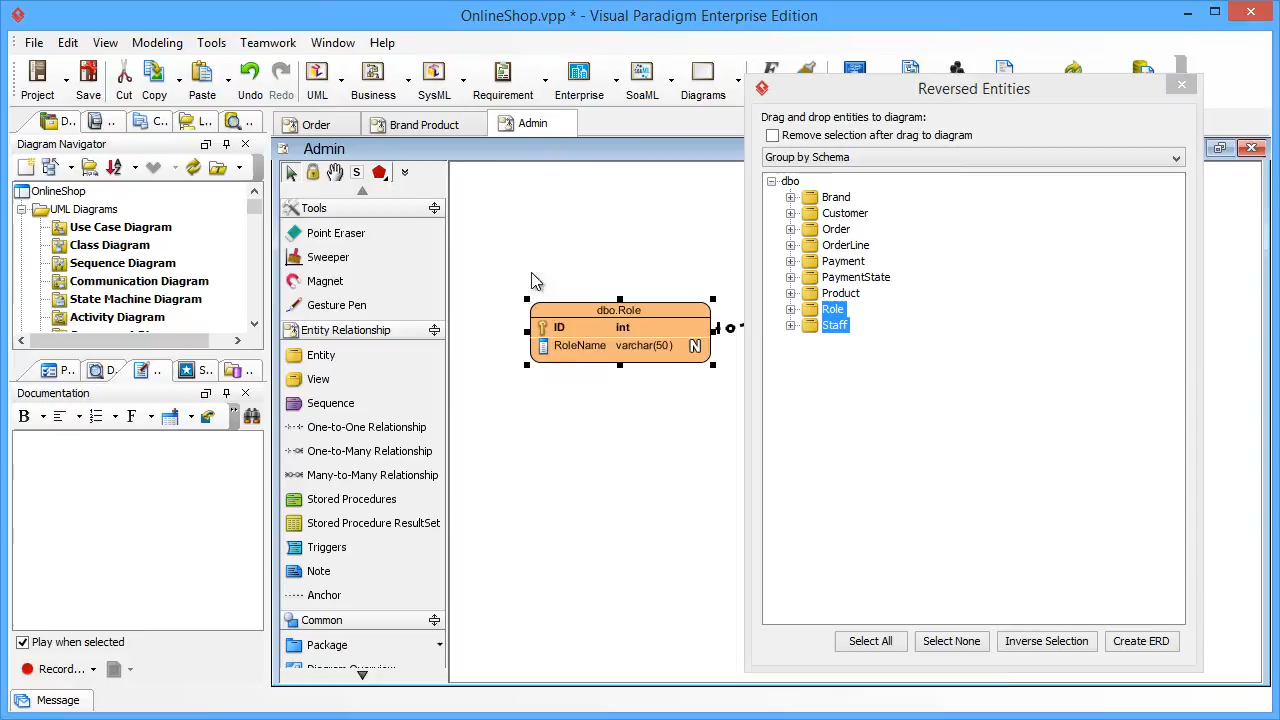 OnlineShop.vpp * - Visual Paradigm Enterprise Edition
File Edit View Modeling Tools Teamwork Window Help
Project Save Cut Copy Paste Undo Redo UML Business SysML Requirement Enterprise SoaML Diagrams
D.. .. C.. L.. ..
Order Brand Product Admin
Diagram Navigator
OnlineShop
UML Diagrams
Use Case Diagram
Class Diagram
Sequence Diagram
Communication Diagram
State Machine Diagram
Activity Diagram
P.. D.. .. S.. ..
Documentation
B F
Play when selected
Record...
Message
Admin
S
Tools
Point Eraser
Sweeper
Magnet
Gesture Pen
Entity Relationship
Entity
View
Sequence
One-to-One Relationship
One-to-Many Relationship
Many-to-Many Relationship
Stored Procedures
Stored Procedure ResultSet
Triggers
Note
Anchor
Common
Package
dbo.Role
ID int
RoleName varchar(50) N
Reversed Entities
Drag and drop entities to diagram:
Remove selection after drag to diagram
Group by Schema
dbo
Brand
Customer
Order
OrderLine
Payment
PaymentState
Product
Role
Staff
Select All Select None Inverse Selection Create ERD